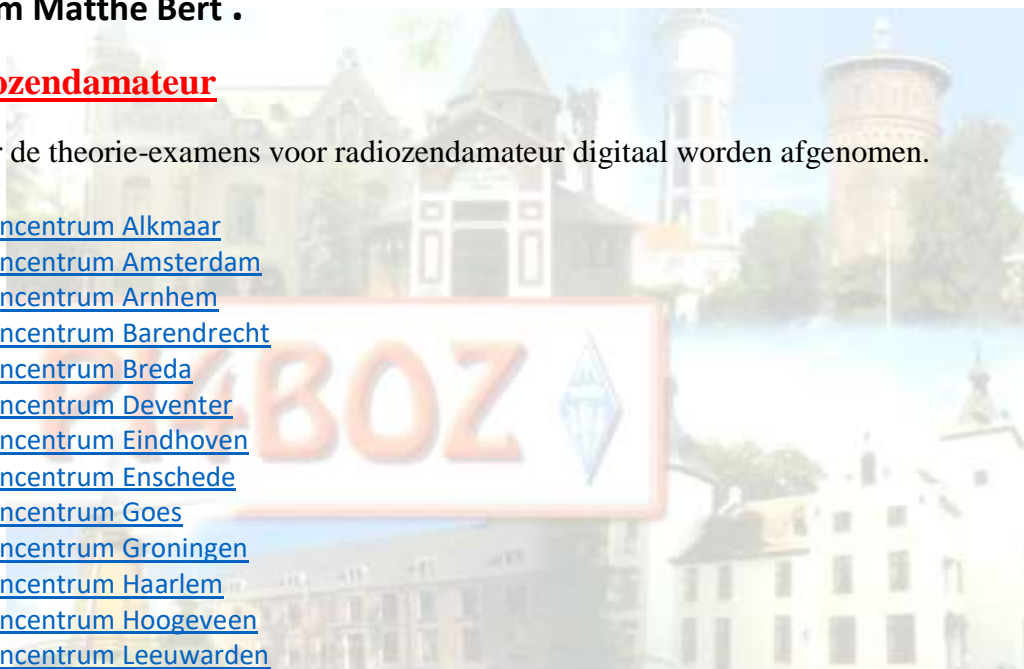 m Matthe Bert .
ozendamateur
r de theorie-examens voor radiozendamateur digitaal worden afgenomen.
ncentrum Alkmaar
ncentrum Amsterdam
ncentrum Arnhem
ncentrum Barendrecht
ncentrum Breda
ncentrum Deventer
ncentrum Eindhoven
ncentrum Enschede
ncentrum Goes
ncentrum Groningen
ncentrum Haarlem
ncentrum Hoogeveen
ncentrum Leeuwarden
PI4BOZ